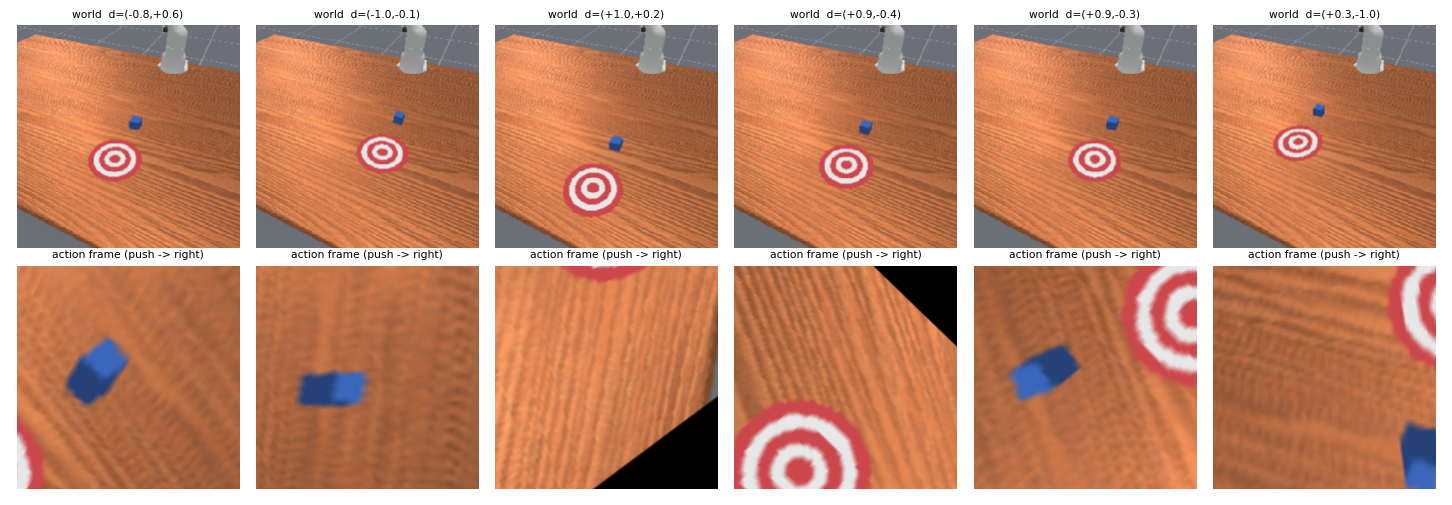 world d=(-0.8,+0.6)
world d=(-1.0,-0.1)
world d=(+1.0,+0.2)
world d=(+0.9,-0.4)
world d=(+0.9,-0.3)
world d=(+0.3,-1.0)
action frame (push -> right)
action frame (push -> right)
action frame (push -> right)
action frame (push -> right)
action frame (push -> right)
action frame (push -> right)